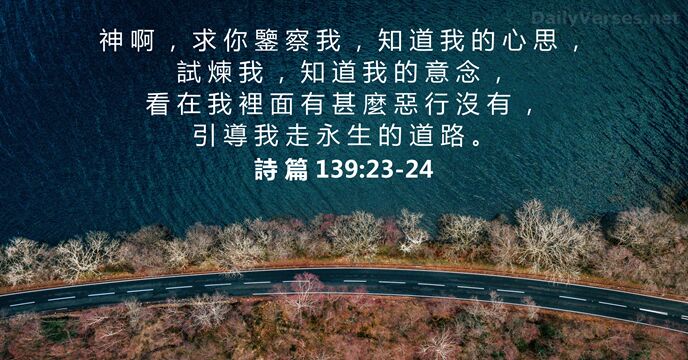 DailyVerses.net
神啊，求你鑒察我，知道我的心思，
試煉我，知道我的意念，
看在我裡面有甚麼惡行沒有，
引導我走永生的道路。
詩篇 139:23-24